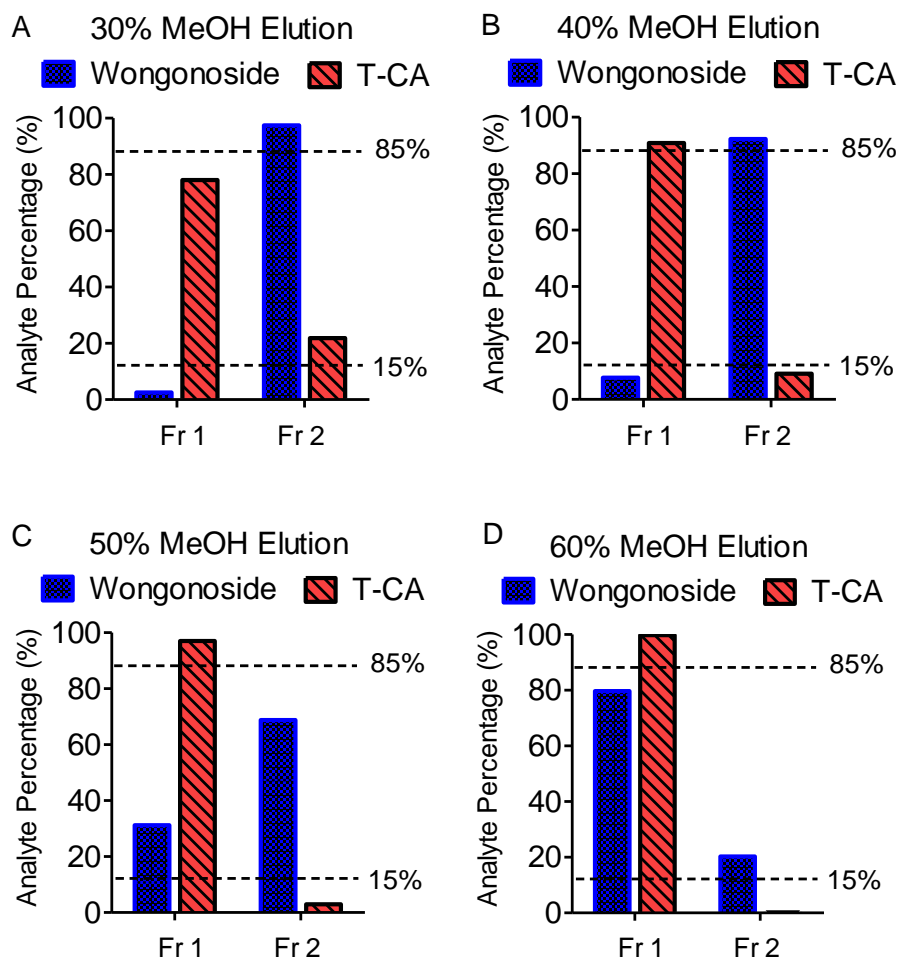 A
30% MeOH Elution
Wongonoside
T-CA
Analyte Percentage (%)
100
80
60
40
20
0
85%
15%
Fr 1
Fr 2
B
40% MeOH Elution
Wongonoside
T-CA
Analyte Percentage (%)
100
80
60
40
20
0
85%
15%
Fr 1
Fr 2
C
50% MeOH Elution
Wongonoside
T-CA
Analyte Percentage (%)
100
80
60
40
20
0
85%
15%
Fr 1
Fr 2
D
60% MeOH Elution
Wongonoside
T-CA
Analyte Percentage (%)
100
80
60
40
20
0
85%
15%
Fr 1
Fr 2